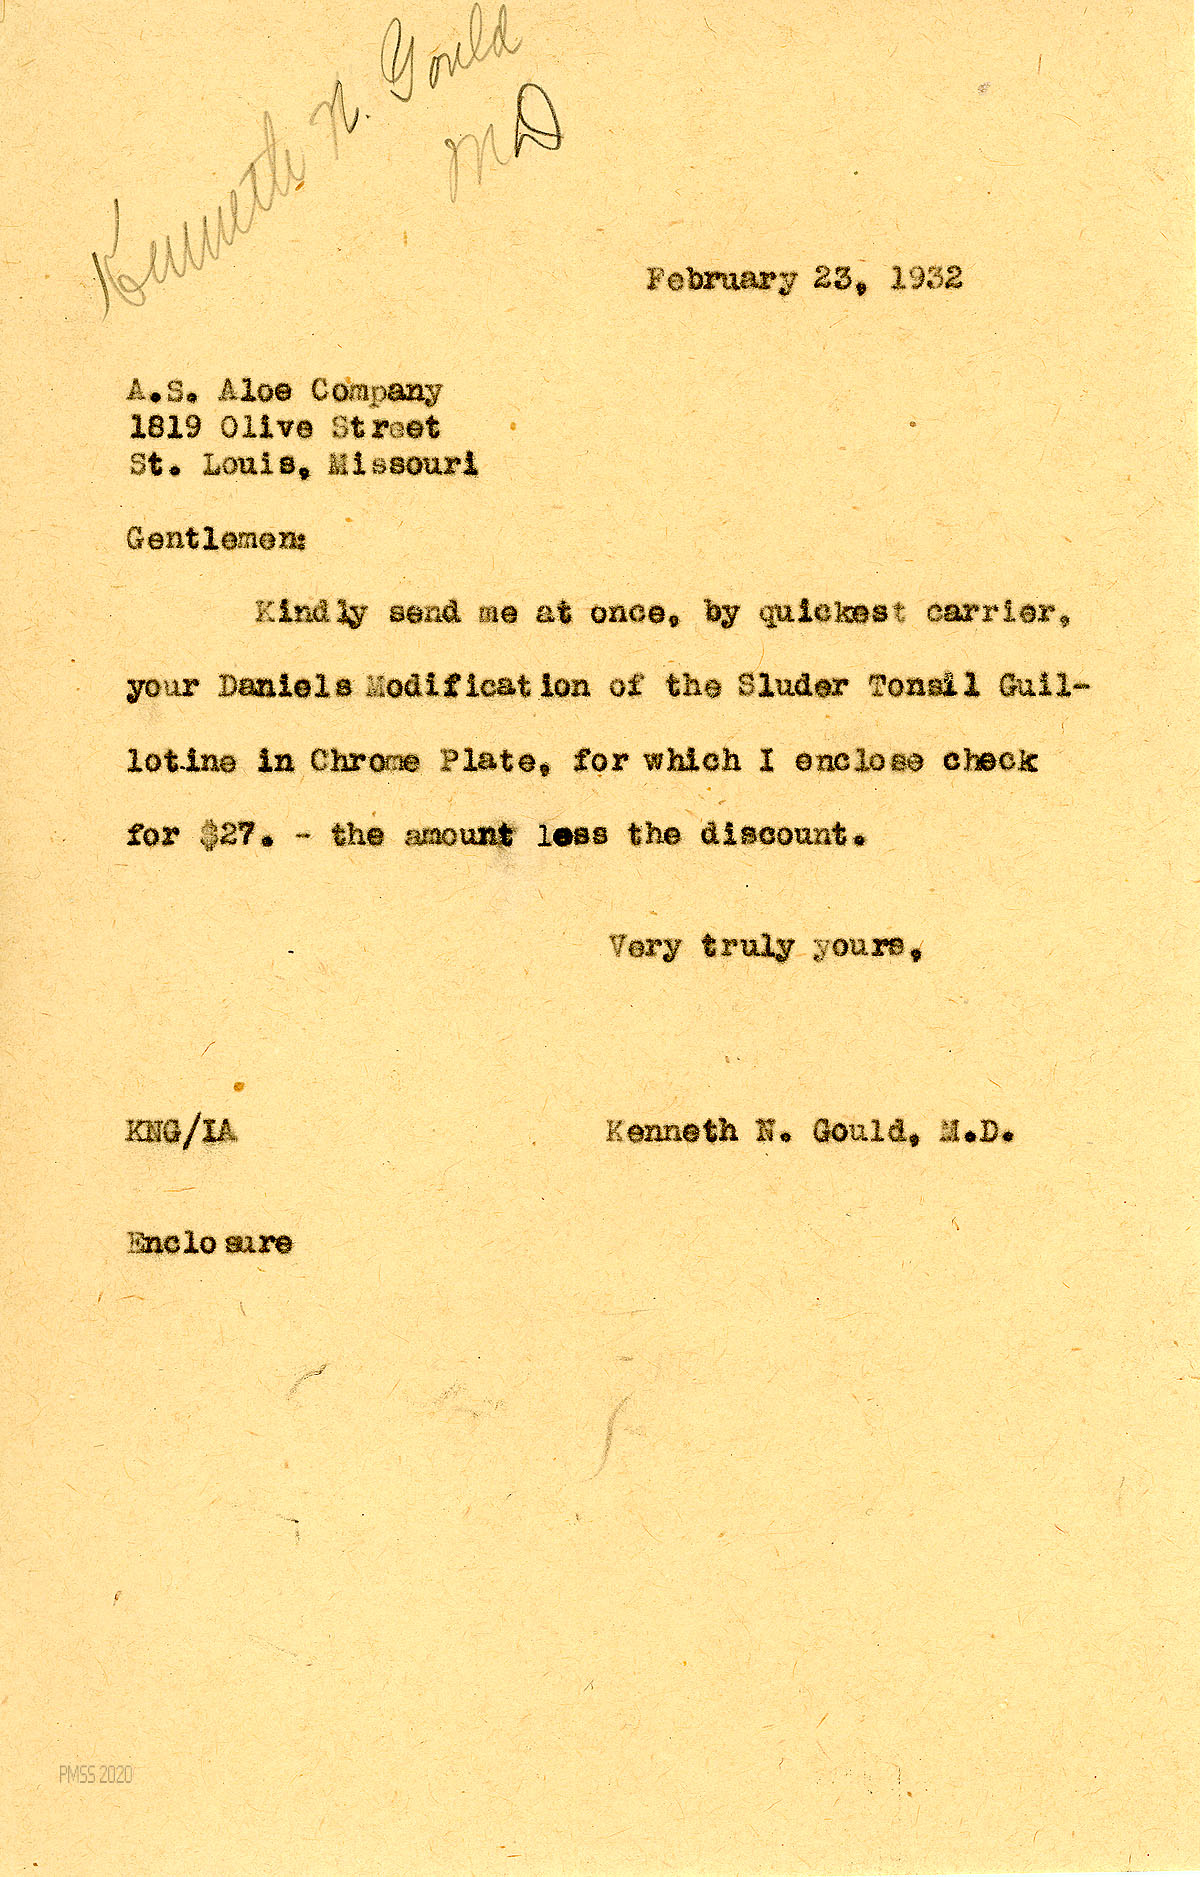 Kenneth N. Gould
MD
February 23, 1932
A.S. Aloe Company
1819 Olive Street
St. Louis, Missouri
Gentlemen:
Kindly send me at once, by quickest carrier,
your Daniels Modification of the Sluder Tonsil Guil-
lotine in Chrome Plate, for which I enclose check
for $27. - the amount less the discount.
Very truly yours,
KNG/IA
Kenneth N. Gould, M.D.
Enclosure
PMSS 2020